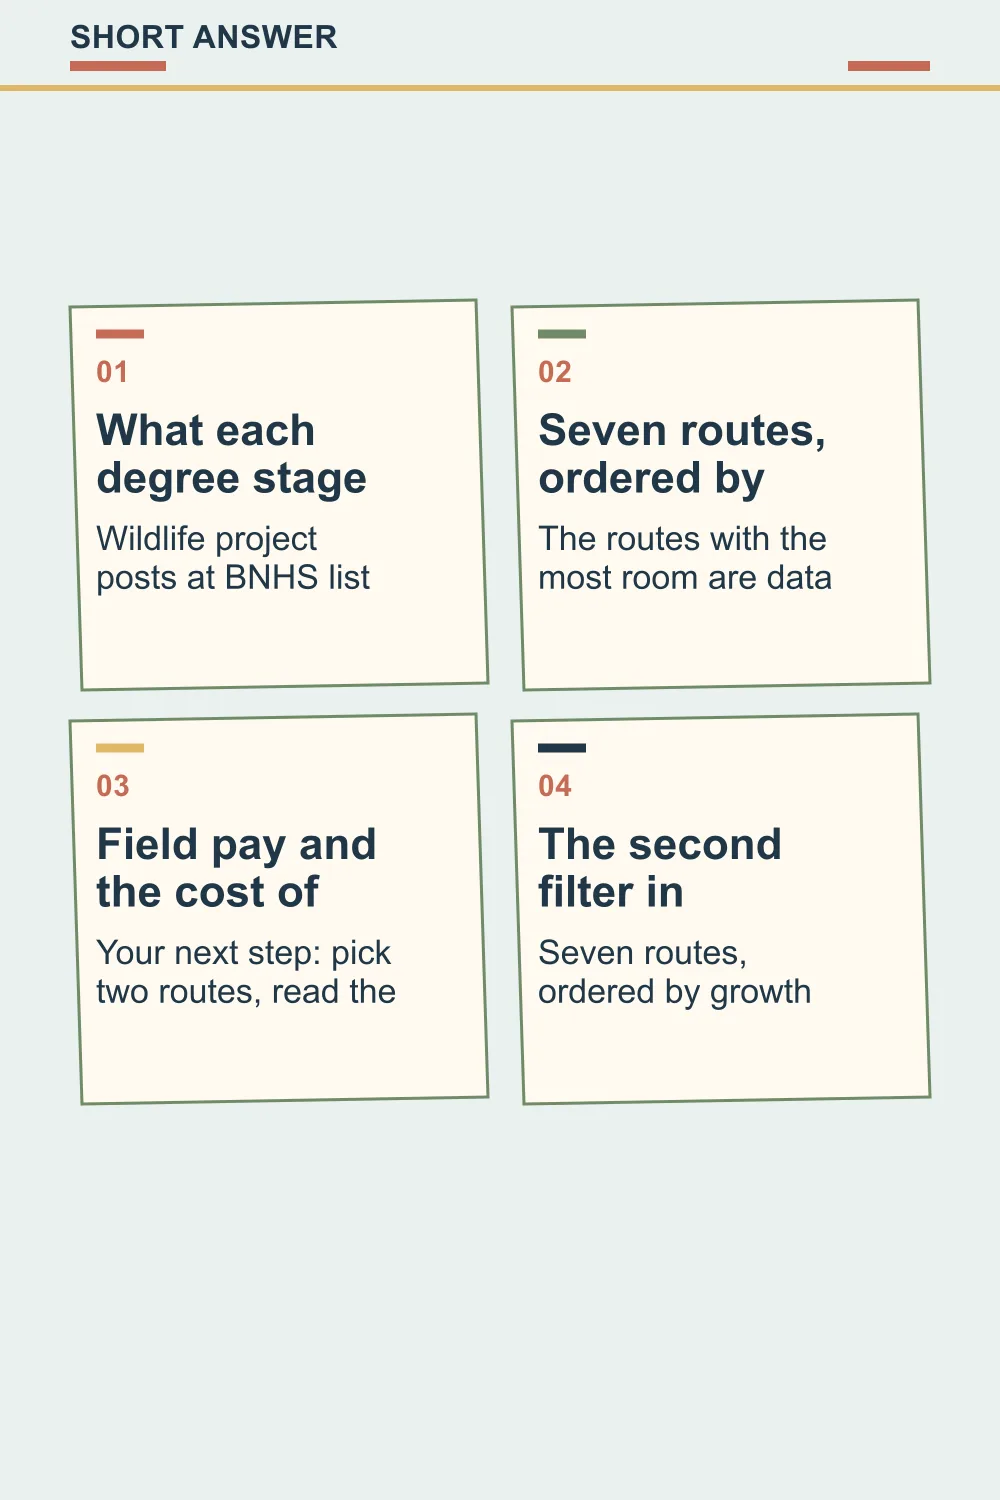 SHORT ANSWER
01
What each
degree stage
Wildlife project
posts at BNHS list
02
Seven routes,
ordered by
The routes with the
most room are data
03
Field pay and
the cost of
Your next step: pick
two routes, read the
04
The second
filter in
Seven routes,
ordered by growth